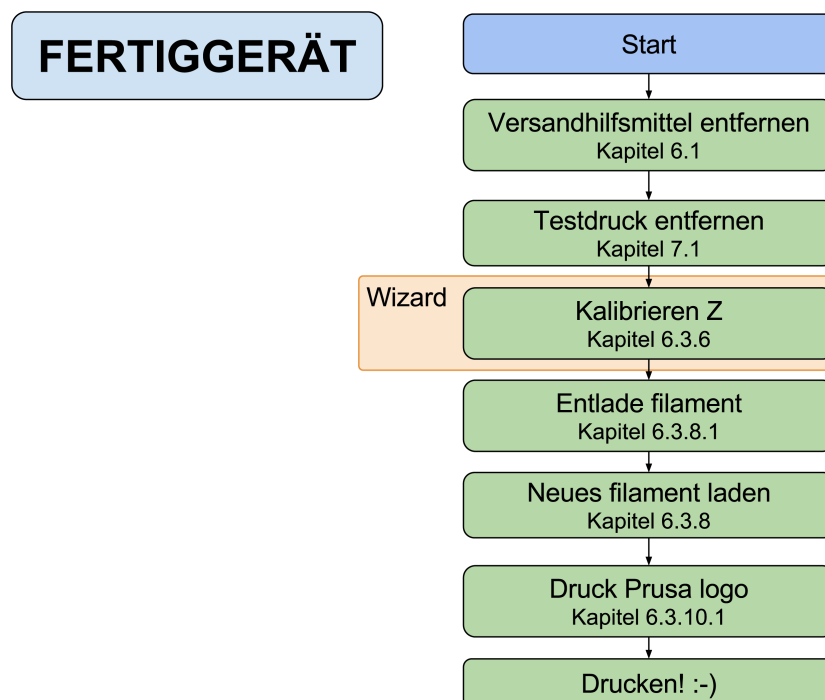 FERTIGGERÄT
Start
Versandhilfsmittel entfernen
Kapitel 6.1
Testdruck entfernen
Kapitel 7.1
Wizard
Kalibrieren Z
Kapitel 6.3.6
Entlade filament
Kapitel 6.3.8.1
Neues filament laden
Kapitel 6.3.8
Druck Prusa logo
Kapitel 6.3.10.1
Drucken! :-)